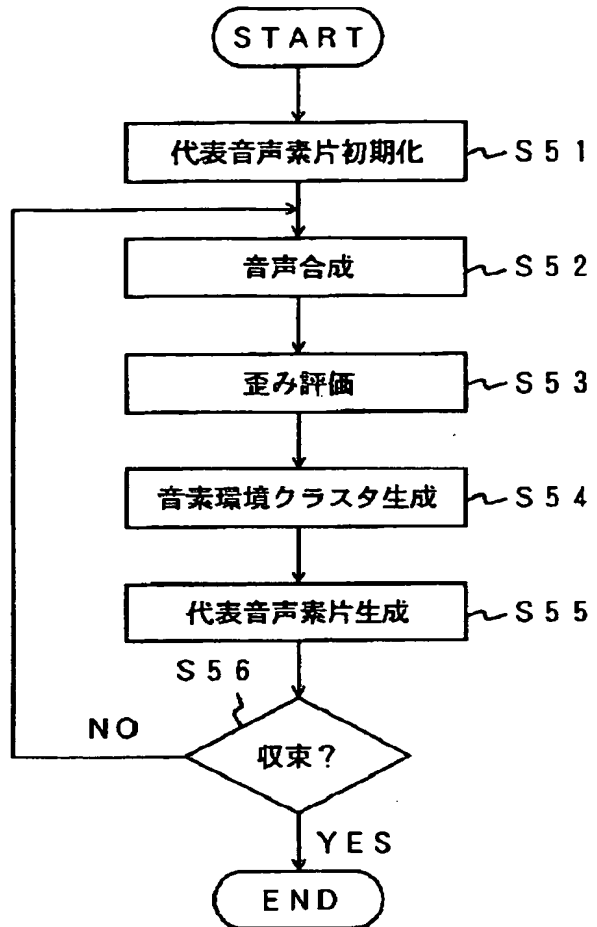 START
代表音声素片初期化 S51
音声合成 S52
歪み評価 S53
音素環境クラスタ生成 S54
代表音声素片生成 S55
S56
NO
収束?
YES
END